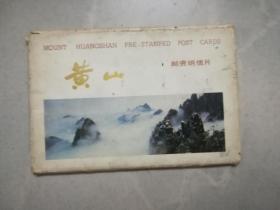 MOUNT HUANGSHAN PRE-STAMPED POST CARDS
黄山
邮资明信片